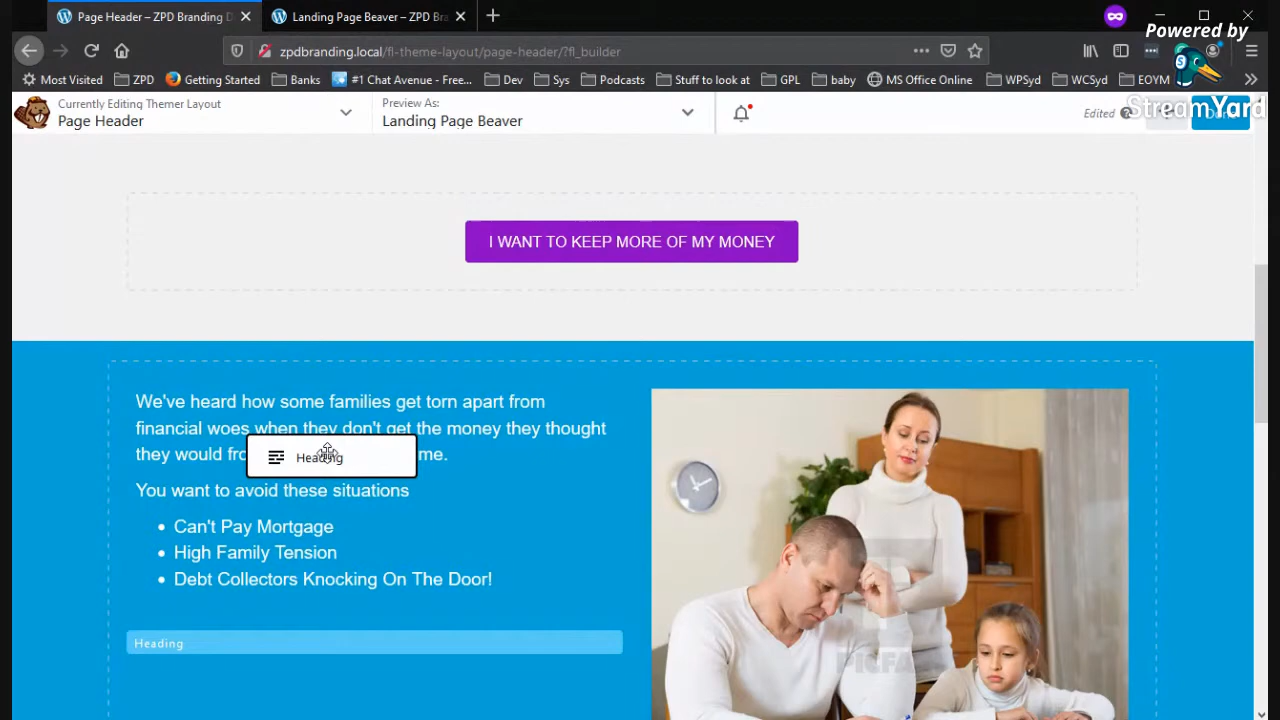 Page Header – ZPD Branding D
Landing Page Beaver – ZPD Bra
Powered by
zpdbranding.local/fl-theme-layout/page-header/?fl_builder
Most Visited
ZPD
Getting Started
Banks
#1 Chat Avenue - Free...
Dev
Sys
Podcasts
Stuff to look at
GPL
baby
MS Office Online
WPSyd
WCSyd
EOYM
StreamYard
Currently Editing Themer Layout
Page Header
Preview As:
Landing Page Beaver
Edited
I WANT TO KEEP MORE OF MY MONEY
We've heard how some families get torn apart from
financial woes when they don't get the money they thought
they would fro
me.
Heading
You want to avoid these situations
• Can't Pay Mortgage
• High Family Tension
• Debt Collectors Knocking On The Door!
Heading